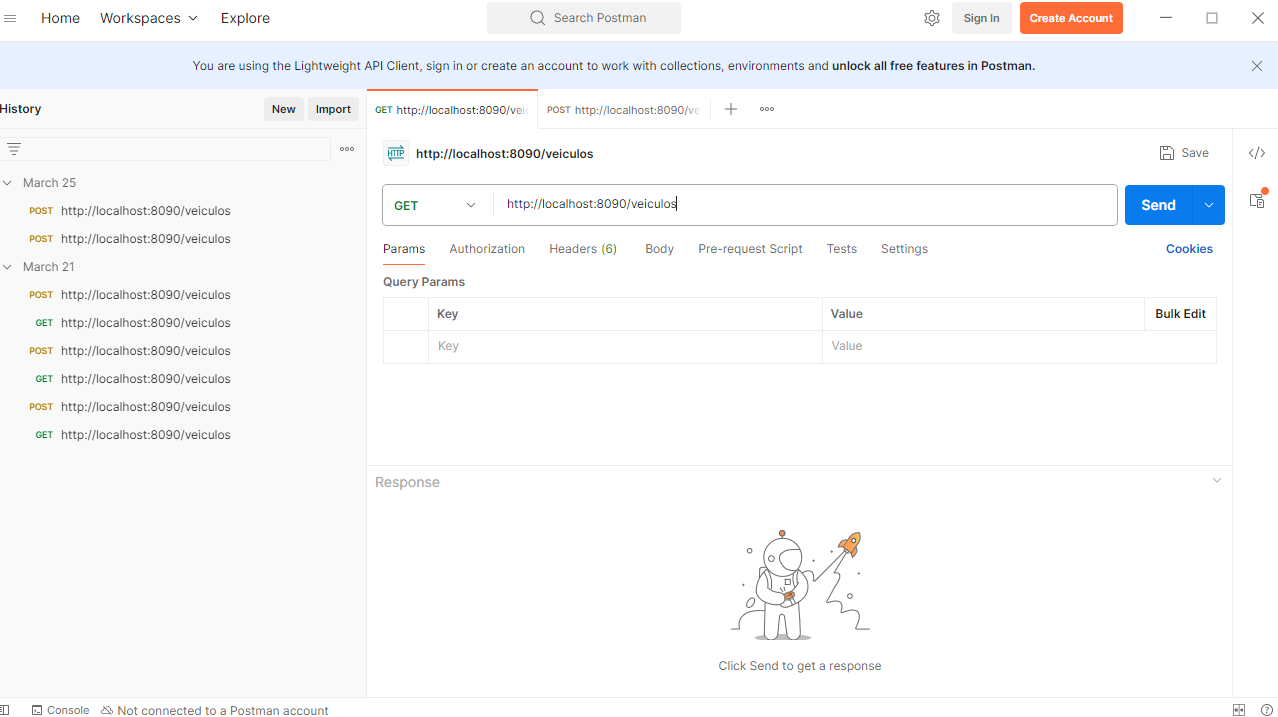 Home Workspaces Explore Search Postman Sign In Create Account
You are using the Lightweight API Client, sign in or create an account to work with collections, environments and unlock all free features in Postman.
History New Import
GET http://localhost:8090/vei POST http://localhost:8090/ve
HTTP http://localhost:8090/veiculos Save
March 25
POST http://localhost:8090/veiculos
POST http://localhost:8090/veiculos
March 21
POST http://localhost:8090/veiculos
GET http://localhost:8090/veiculos
POST http://localhost:8090/veiculos
GET http://localhost:8090/veiculos
POST http://localhost:8090/veiculos
GET http://localhost:8090/veiculos
GET http://localhost:8090/veiculos Send
Params Authorization Headers (6) Body Pre-request Script Tests Settings Cookies
Query Params
Key Value Bulk Edit
Key Value
Response
Click Send to get a response
Console Not connected to a Postman account